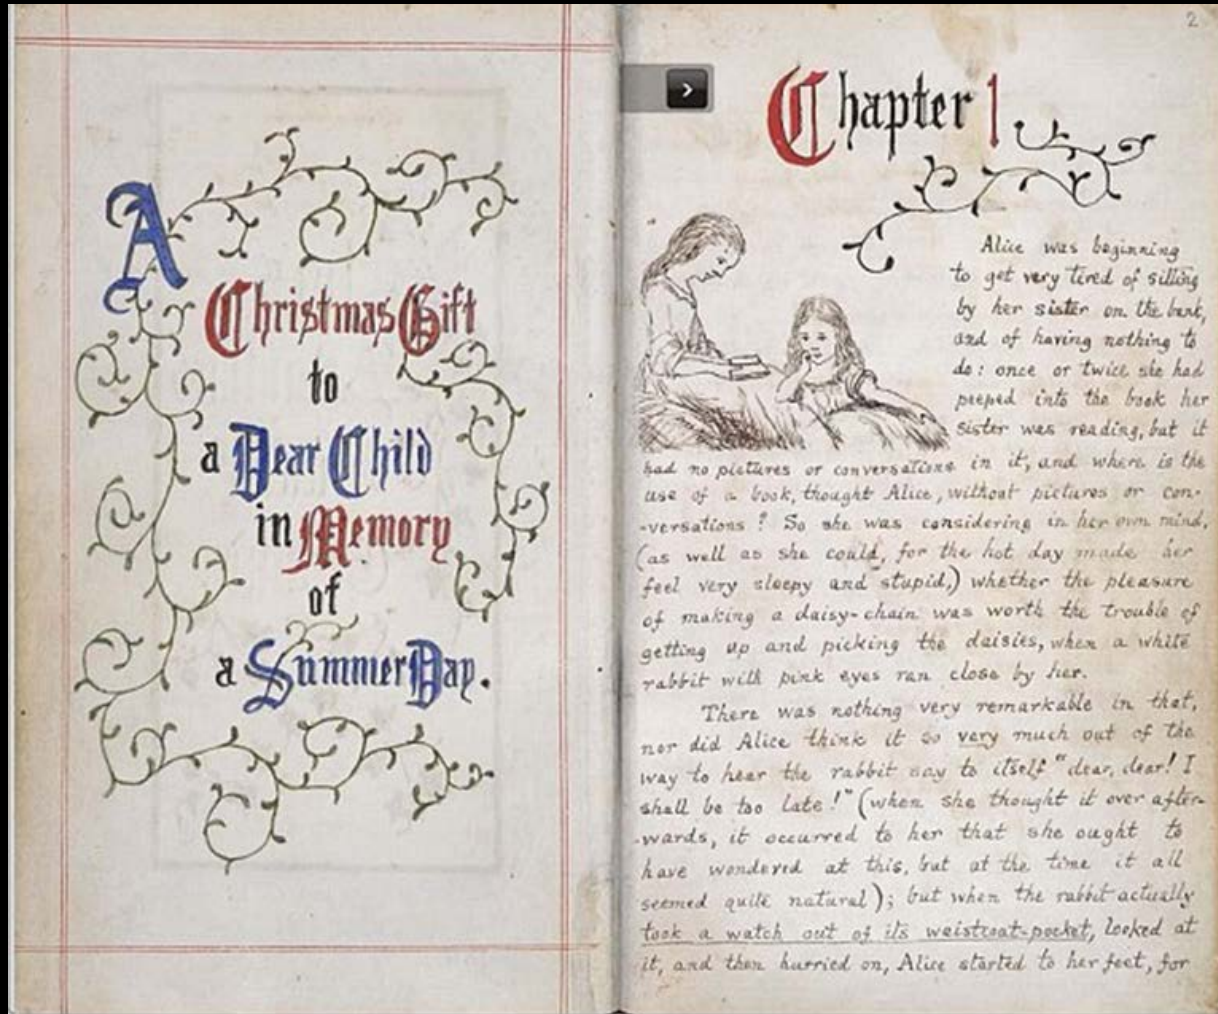 A
Christmas Gift
to
a Dear Child
in Memory
of
a Summer Day.
2
Chapter 1
Alice was beginning
to get very tired of sitting
by her sister on the bank,
and of having nothing to
do: once or twice she had
peeped into the book her
sister was reading, but it
had no pictures or conversations in it, and where is the
use of a book, thought Alice, without pictures or con-
-versations? So she was considering in her own mind,
(as well as she could, for the hot day made her
feel very sleepy and stupid,) whether the pleasure
of making a daisy-chain was worth the trouble of
getting up and picking the daisies, when a white
rabbit with pink eyes ran close by her.
There was nothing very remarkable in that,
nor did Alice think it so very much out of the
way to hear the rabbit say to itself "dear, dear! I
shall be too late!" (when she thought it over after-
-wards, it occurred to her that she ought to
have wondered at this, but at the time it all
seemed quite natural); but when the rabbit actually
took a watch out of its waistcoat-pocket, looked at
it, and then hurried on, Alice started to her feet, for